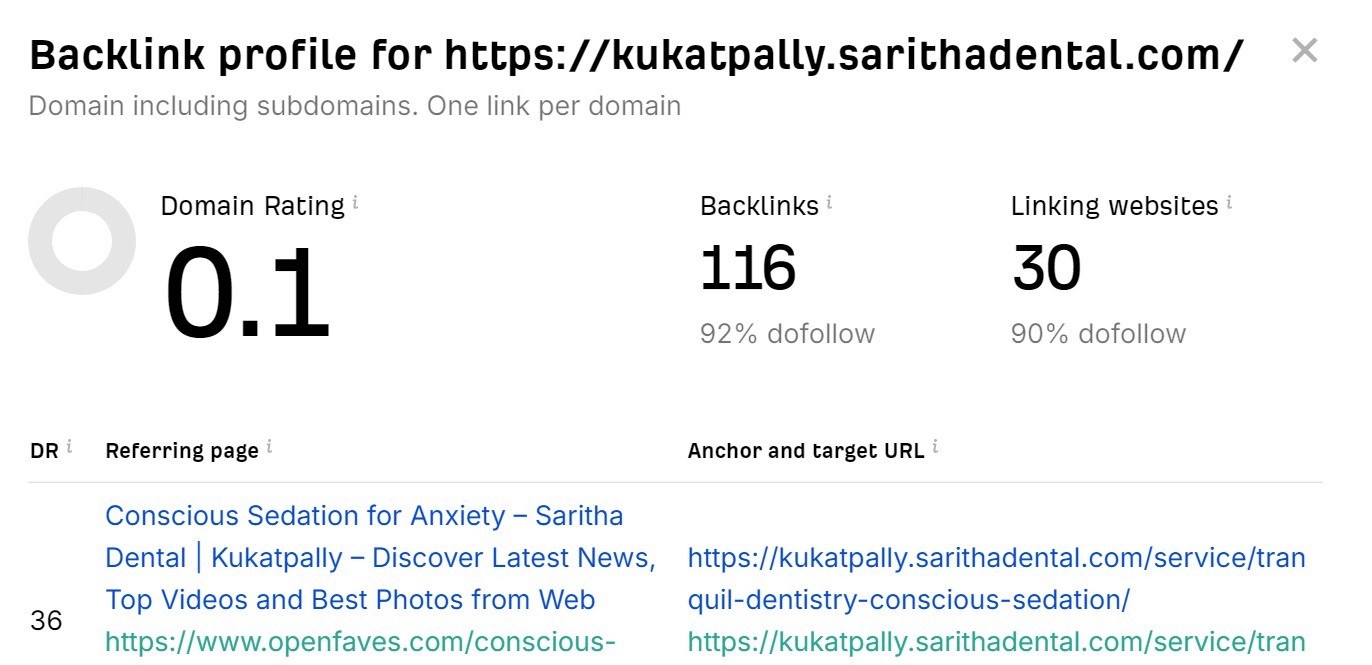 Backlink profile for https://kukatpally.sarithadental.com/
Domain including subdomains. One link per domain
Domain Rating i
0.1
Backlinks i
116
92% dofollow
Linking websites i
30
90% dofollow
DR i Referring page i Anchor and target URL i
36
Conscious Sedation for Anxiety – Saritha
Dental | Kukatpally – Discover Latest News,
Top Videos and Best Photos from Web
https://www.openfaves.com/conscious-
https://kukatpally.sarithadental.com/service/tran
quil-dentistry-conscious-sedation/
https://kukatpally.sarithadental.com/service/tran